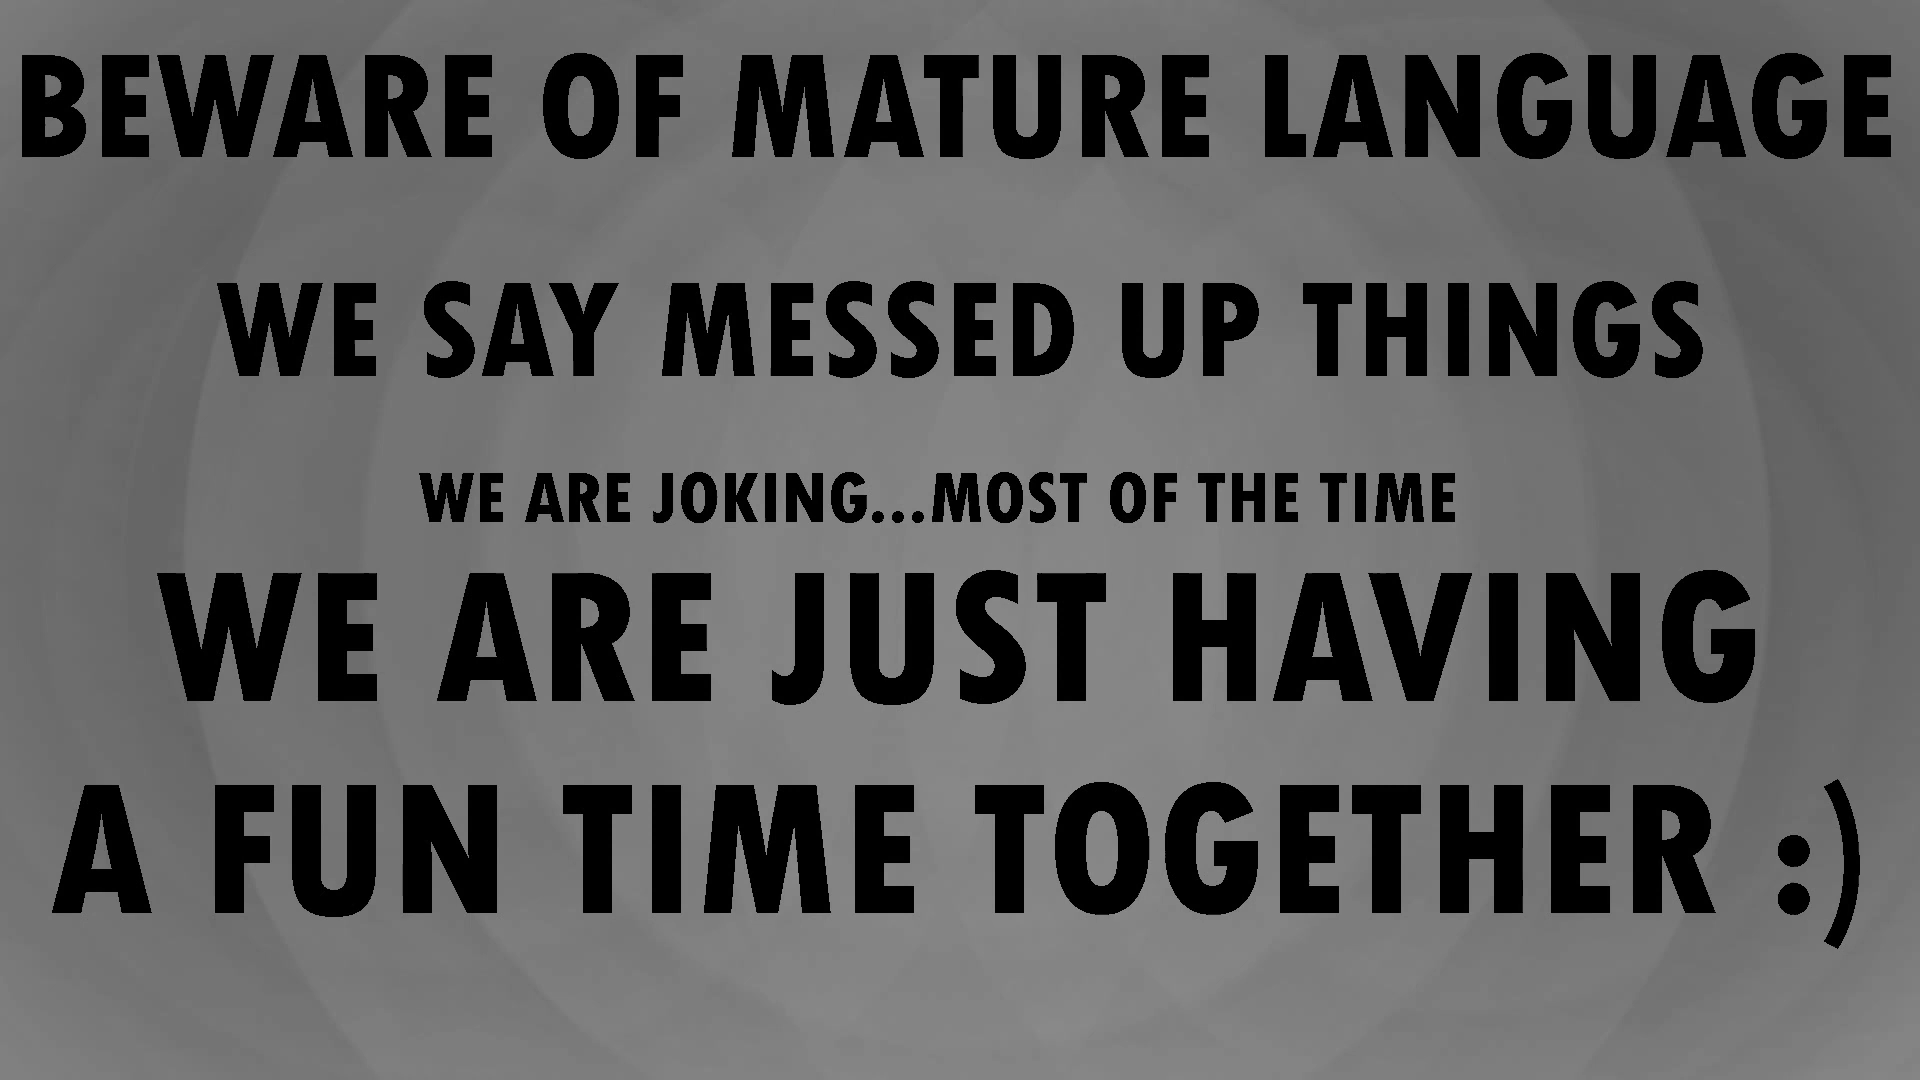 BEWARE OF MATURE LANGUAGE
WE SAY MESSED UP THINGS
WE ARE JOKING...MOST OF THE TIME
WE ARE JUST HAVING
A FUN TIME TOGETHER :)